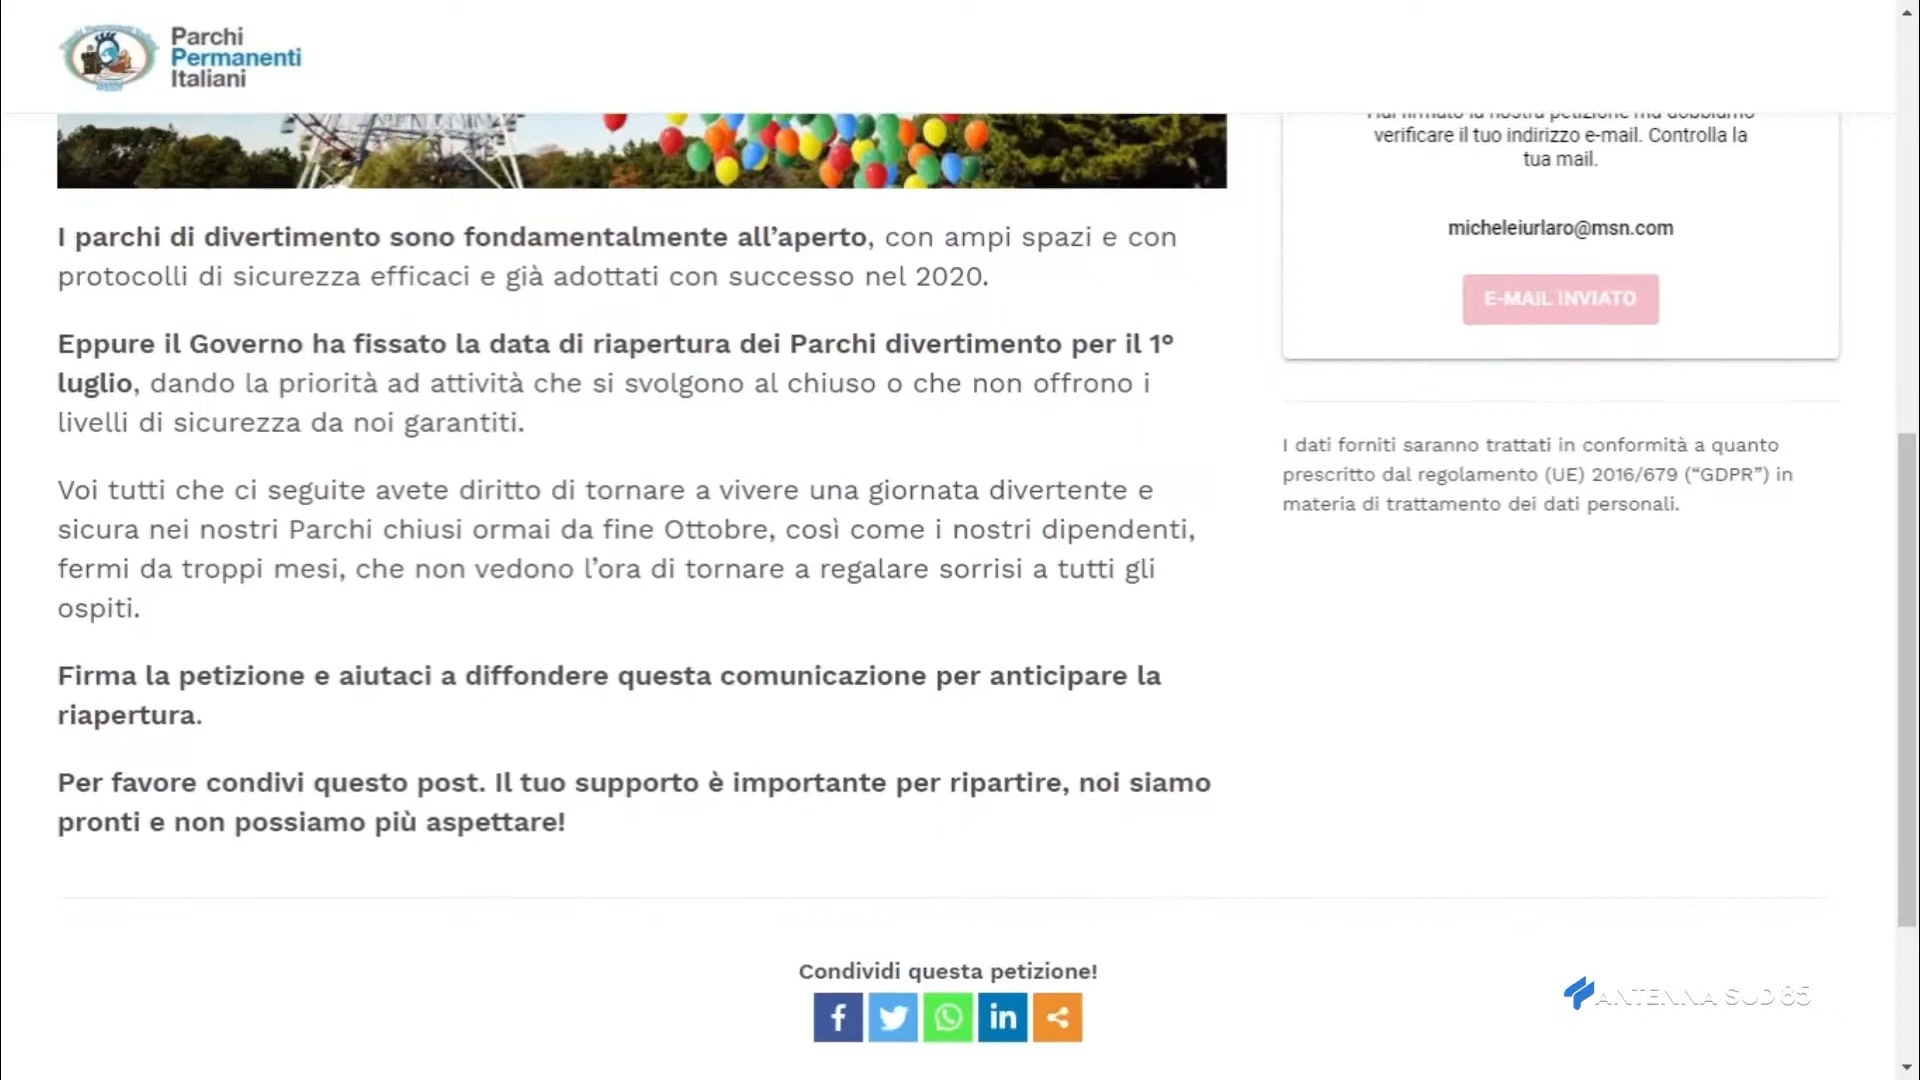 Parchi
Permanenti
Italiani
I parchi di divertimento sono fondamentalmente all’aperto, con ampi spazi e con
protocolli di sicurezza efficaci e già adottati con successo nel 2020.
Eppure il Governo ha fissato la data di riapertura dei Parchi divertimento per il 1°
luglio, dando la priorità ad attività che si svolgono al chiuso o che non offrono i
livelli di sicurezza da noi garantiti.
Voi tutti che ci seguite avete diritto di tornare a vivere una giornata divertente e
sicura nei nostri Parchi chiusi ormai da fine Ottobre, così come i nostri dipendenti,
fermi da troppi mesi, che non vedono l’ora di tornare a regalare sorrisi a tutti gli
ospiti.
Firma la petizione e aiutaci a diffondere questa comunicazione per anticipare la
riapertura.
Per favore condivi questo post. Il tuo supporto è importante per ripartire, noi siamo
pronti e non possiamo più aspettare!
Hai firmato la nostra petizione ma dobbiamo
verificare il tuo indirizzo e-mail. Controlla la
tua mail.
micheleiurlaro@msn.com
E-MAIL INVIATO
I dati forniti saranno trattati in conformità a quanto
prescritto dal regolamento (UE) 2016/679 (“GDPR”) in
materia di trattamento dei dati personali.
Condividi questa petizione!
ANTENNA SUD 85